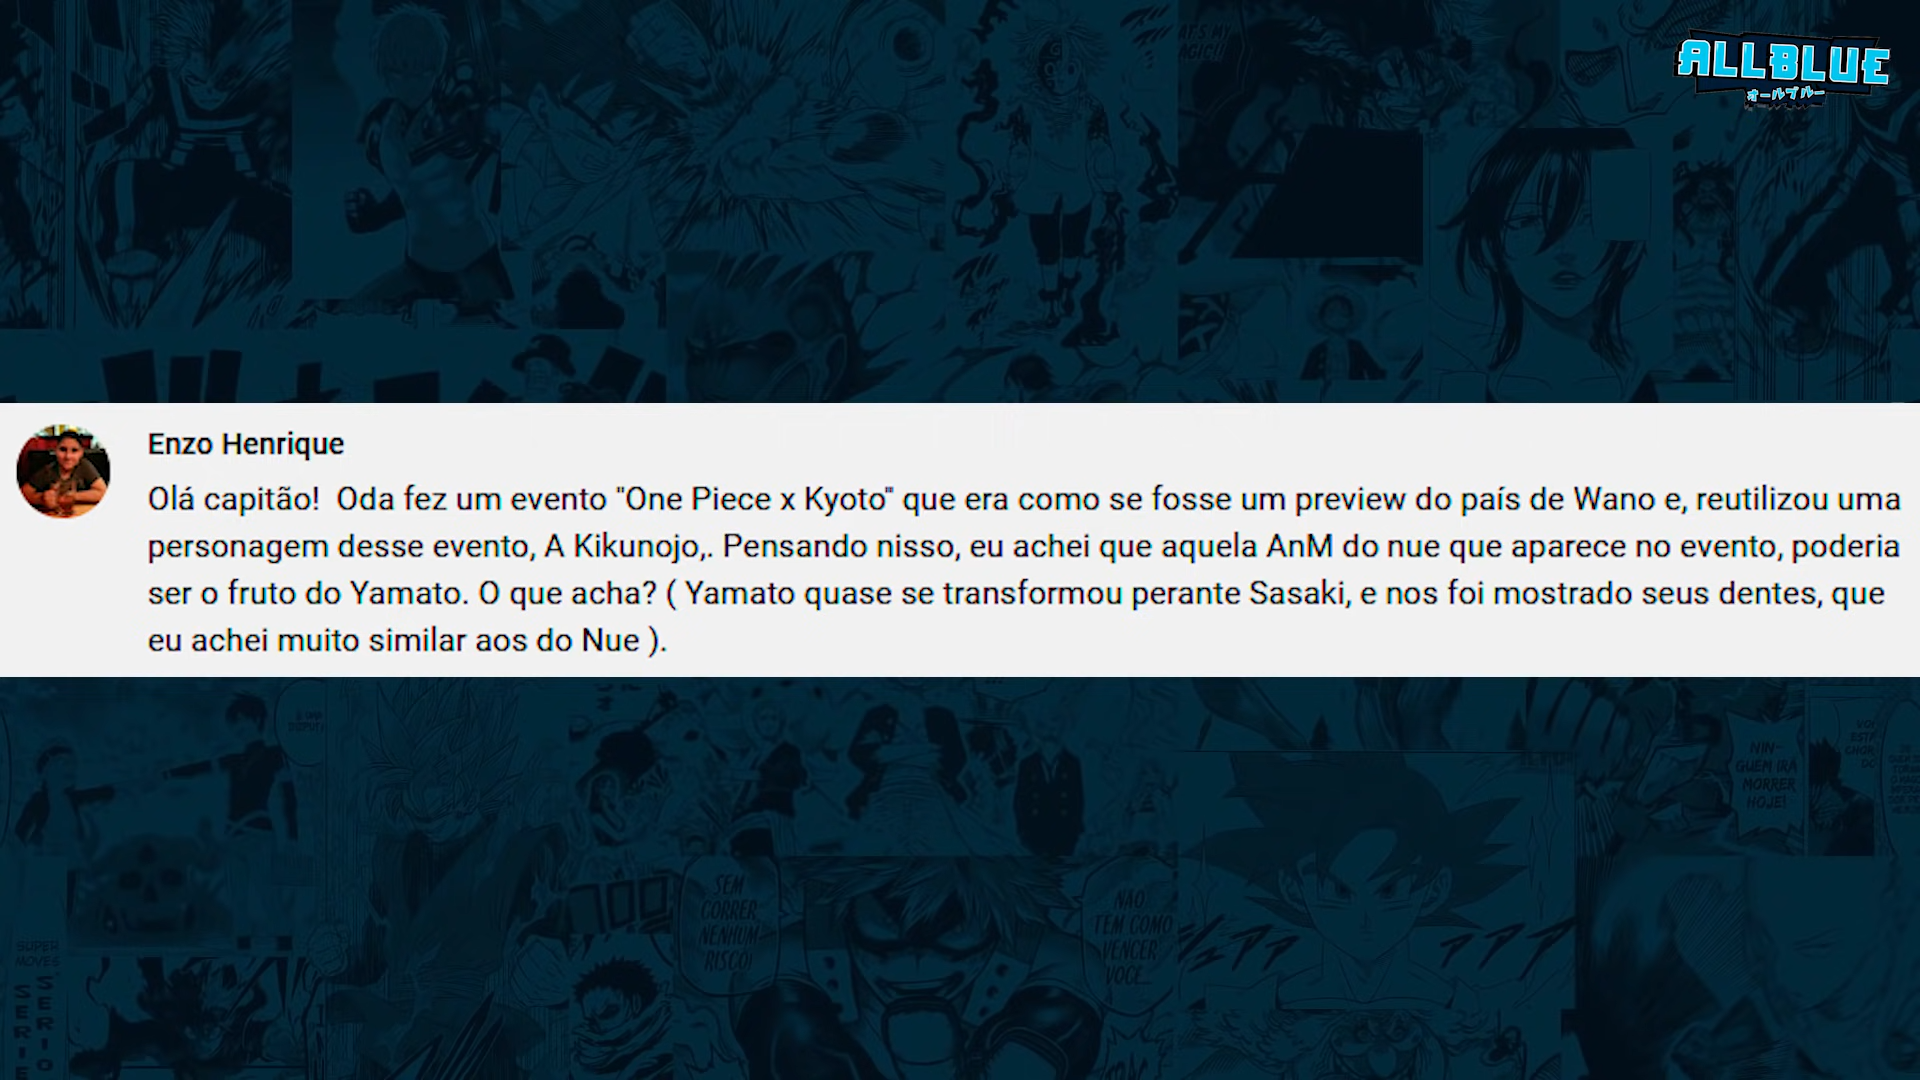 ALLBLUE
オールブルー
Enzo Henrique
Olá capitão!  Oda fez um evento "One Piece x Kyoto" que era como se fosse um preview do país de Wano e, reutilizou uma
personagem desse evento, A Kikunojo,. Pensando nisso, eu achei que aquela AnM do nue que aparece no evento, poderia
ser o fruto do Yamato. O que acha? ( Yamato quase se transformou perante Sasaki, e nos foi mostrado seus dentes, que
eu achei muito similar aos do Nue ).
NIN-
GUEM IRÁ
MORRER
HOJE!
SEM
CORRER
NENHUM
RISCO!
NÃO
TEM COMO
VENCER
VOCÊ...
SUPER
MOVES